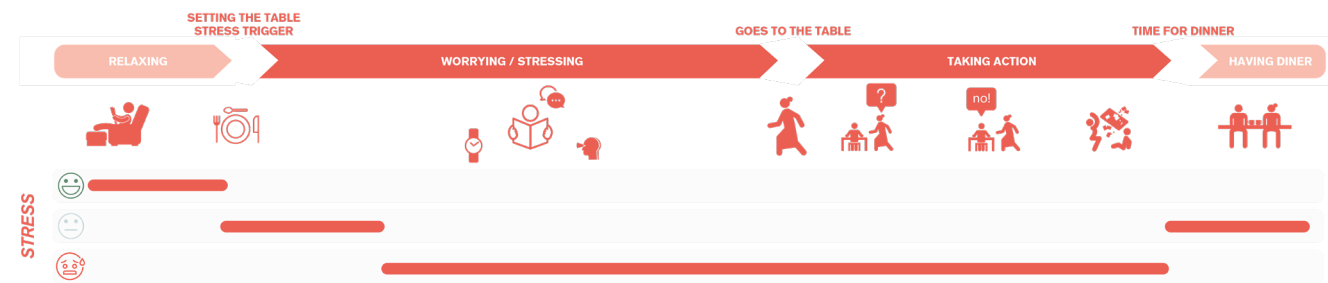 SETTING THE TABLE
STRESS TRIGGER
GOES TO THE TABLE
TIME FOR DINNER
RELAXING
WORRYING / STRESSING
TAKING ACTION
HAVING DINER
?
no!
STRESS